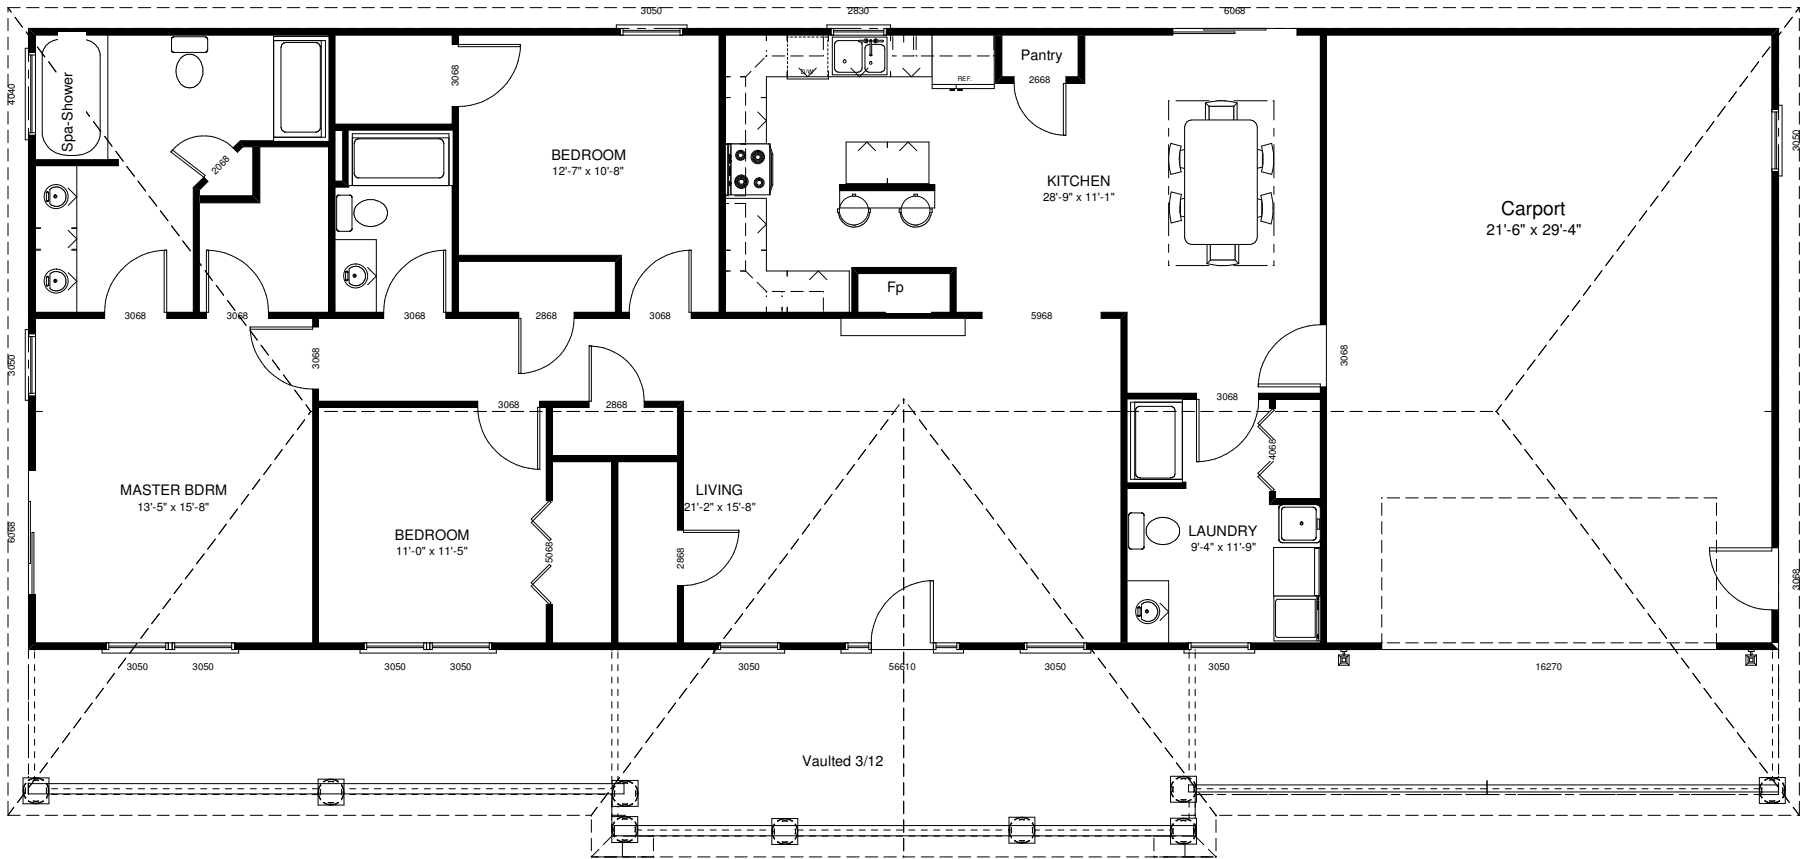 3050
2830
6068
4040
Spa-Shower
2068
3068
BEDROOM
12'-7" x 10'-8"
D/W
REF.
Pantry
2668
KITCHEN
28'-9" x 11'-1"
Carport
21'-6" x 29'-4"
3050
Fp
3068
3068
3068
2868
3068
5968
3050
3068
3068
3068
2868
3068
4068
MASTER BDRM
13'-5" x 15'-8"
6068
BEDROOM
11'-0" x 11'-5"
5068
LIVING
21'-2" x 15'-8"
2868
LAUNDRY
9'-4" x 11'-9"
3068
3050
3050
3050
3050
3050
56610
3050
3050
16270
Vaulted 3/12